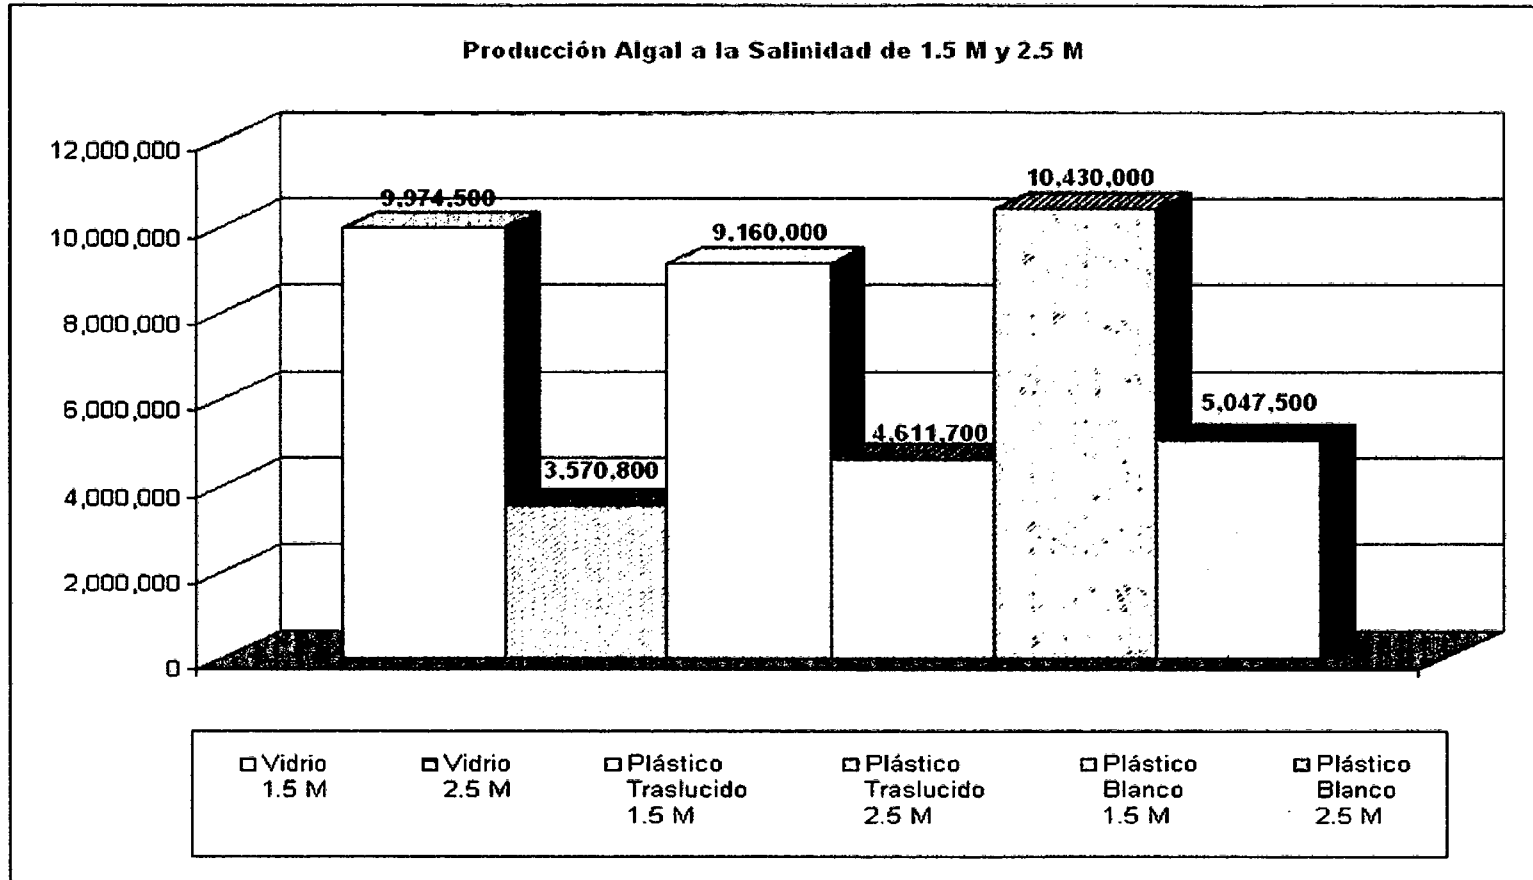 Producción Algal a la Salinidad de 1.5 M y 2.5 M
12,000,000
10,000,000
8,000,000
6,000,000
4,000,000
2,000,000
0
9,974,500
3,570,800
9,160,000
4,611,700
10,430,000
5,047,500
Vidrio
1.5 M
Vidrio
2.5 M
Plástico
Traslucido
1.5 M
Plástico
Traslucido
2.5 M
Plástico
Blanco
1.5 M
Plástico
Blanco
2.5 M